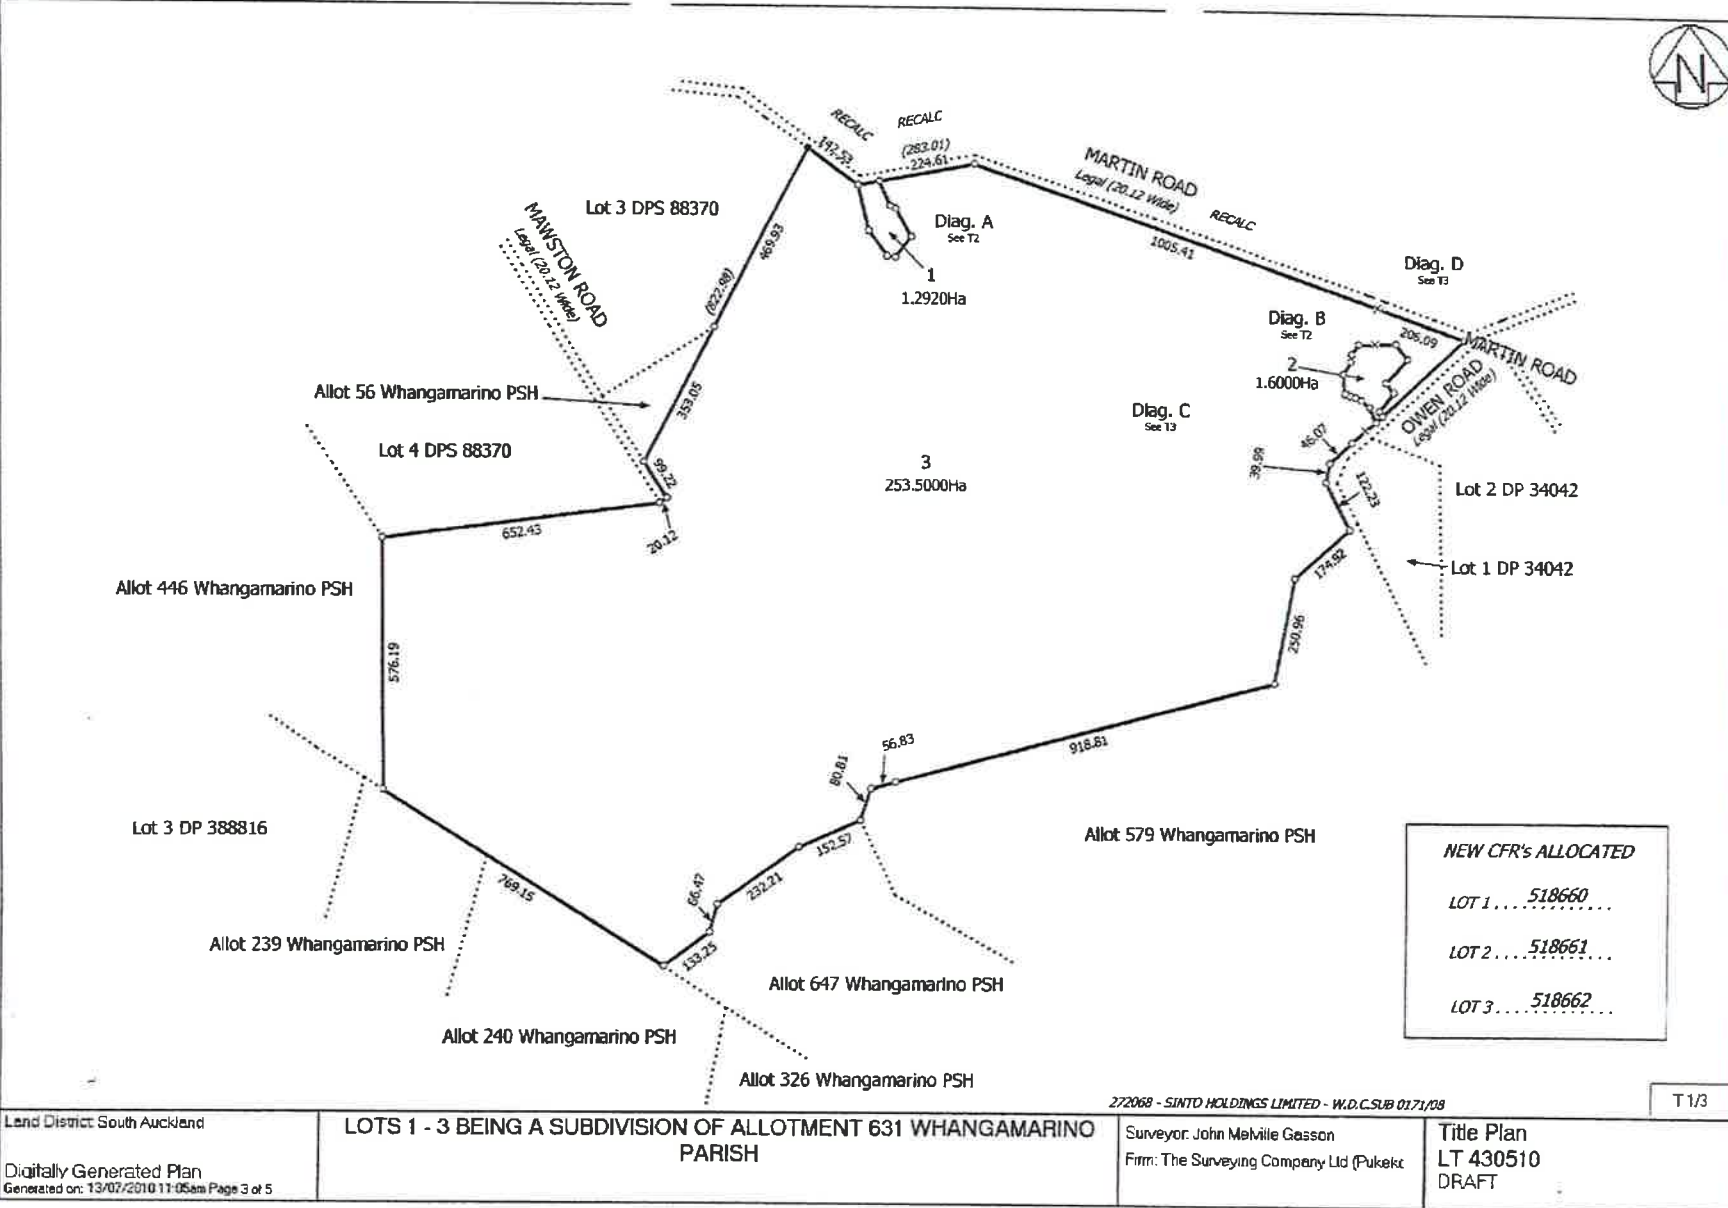 N
RECALC
RECALC
142.53
(283.01)
224.61
MARTIN ROAD
Legal (20.12 Wide)
RECALC
1005.41
Lot 3 DPS 88370
MAWSTON ROAD
Legal (20.12 Wide)
469.93
(822.98)
Diag. A
See T2
1
1.2920Ha
Diag. D
See T3
Diag. B
See T2
206.09
MARTIN ROAD
2
1.6000Ha
OWEN ROAD
Legal (20.12 Wide)
Allot 56 Whangamarino PSH
353.05
Diag. C
See T3
46.07
39.99
122.23
Lot 4 DPS 88370
99.22
3
253.5000Ha
Lot 2 DP 34042
652.43
20.12
174.92
Lot 1 DP 34042
Allot 446 Whangamarino PSH
576.19
250.96
918.81
56.83
80.81
Lot 3 DP 388816
152.57
Allot 579 Whangamarino PSH
769.15
66.47
232.21
133.25
Allot 239 Whangamarino PSH
Allot 647 Whangamarino PSH
Allot 240 Whangamarino PSH
Allot 326 Whangamarino PSH
NEW CFR's ALLOCATED
LOT 1....518660...
LOT 2....518661...
LOT 3....518662...
272068 - SINTO HOLDINGS LIMITED - W.D.C.SUB 0171/08
T 1/3
Land District: South Auckland
Digitally Generated Plan
Generated on: 13/07/2010 11:05am Page 3 of 5
LOTS 1 - 3 BEING A SUBDIVISION OF ALLOTMENT 631 WHANGAMARINO
PARISH
Surveyor: John Melville Gasson
Firm: The Surveying Company Ltd (Pukekc
Title Plan
LT 430510
DRAFT